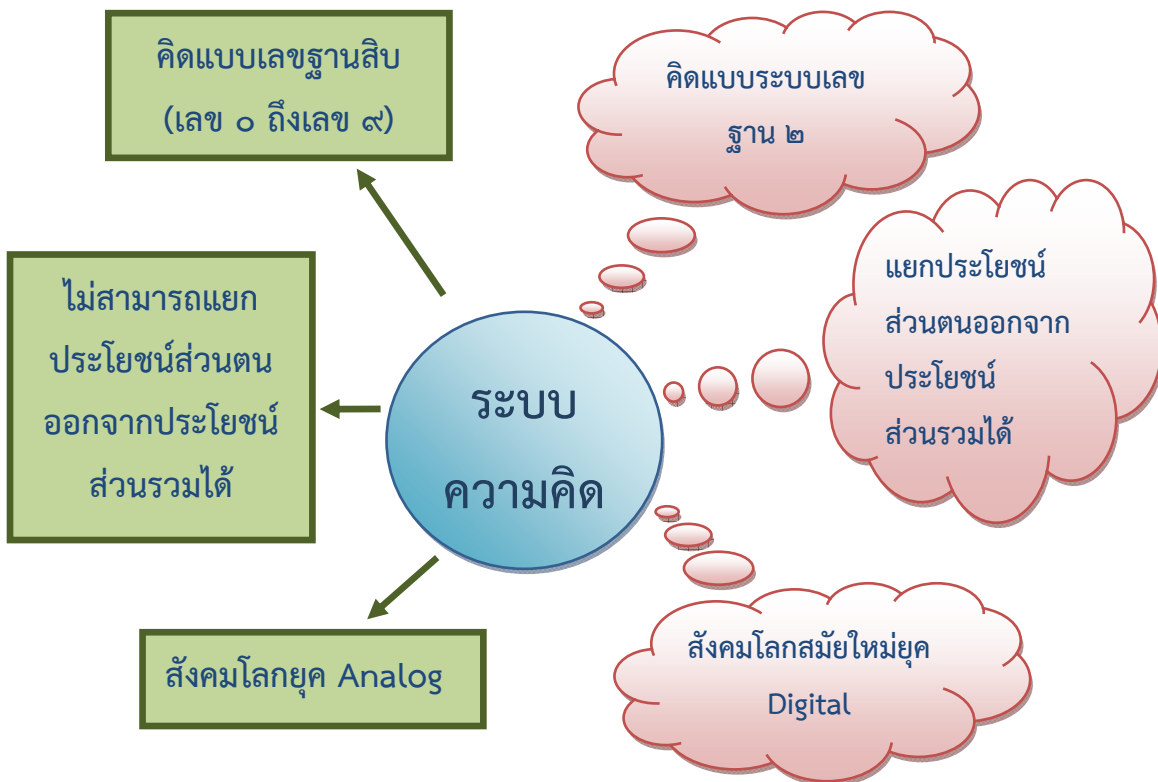 คิดแบบเลขฐานสิบ
(เลข ๐ ถึงเลข ๙)
คิดแบบระบบเลข
ฐาน ๒
ไม่สามารถแยก
ประโยชน์ส่วนตน
ออกจากประโยชน์
ส่วนรวมได้
ระบบ
ความคิด
แยกประโยชน์
ส่วนตนออกจาก
ประโยชน์
ส่วนรวมได้
สังคมโลกยุค Analog
สังคมโลกสมัยใหม่ยุค
Digital